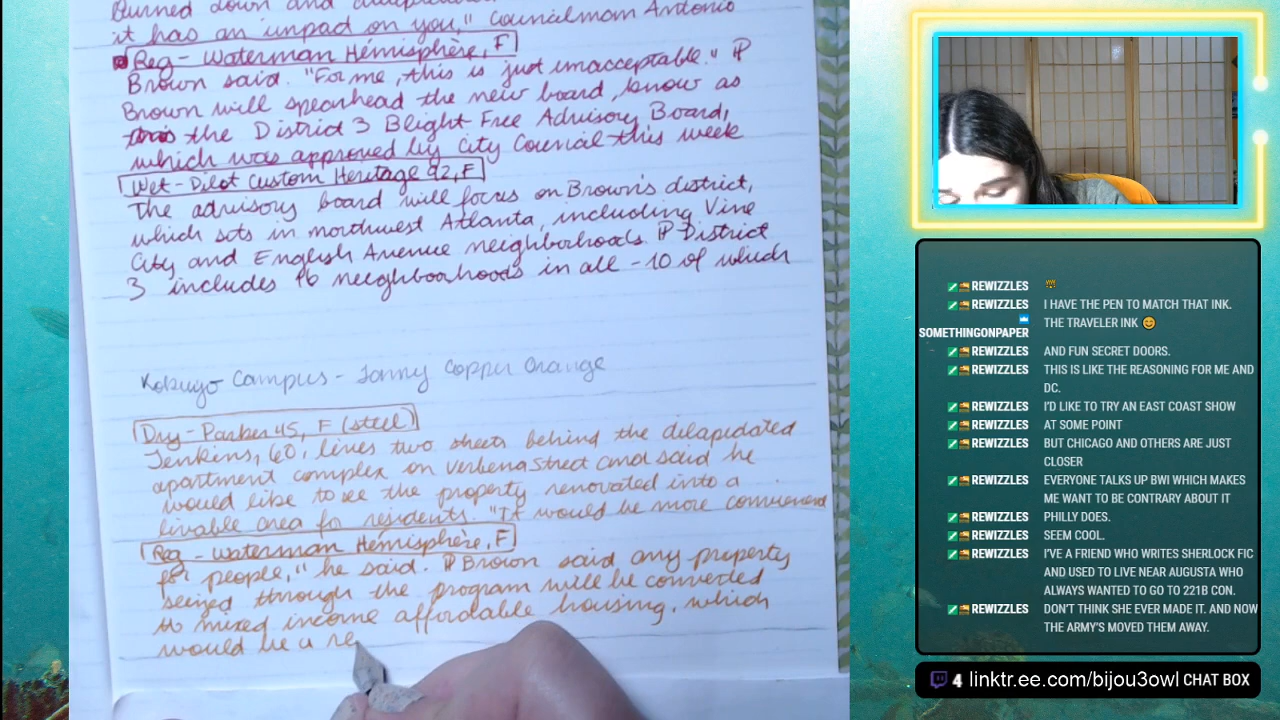 Burned down and
it has an unpad on you," Councilmom Antonio
Reg - Waterman Hémisphère, F
Brown said. "For me, this is just unacceptable." ℙ
Brown will spearhead the new board, know as
the District 3 Blight Free Advisory Board,
which was approved by City Council this week
Wet - Pilot Custom Heritage 92, F
The advisory board will focus on Brown's district,
which sits in northwest Atlanta, including Vine
City and English Avenue neighborhoods. ℙ District
3 includes 16 neighboorhoods in all - 10 of which
Kokuyo Campus - Tommy Copper Orange
Dry - Parker 45, F (steel)
Jenkins, 60, lives two streets behind the dilapidated
apartment complex on Verbena Street and said he
would like to see the property renovated into a
livable area for residents. "It would be more convenient
Reg - Waterman Hémisphère, F
for people," he said. ℙ Brown said any property
seized through the program will be converted
to mixed income affordable housing, which
would be a re
REWIZZLES
REWIZZLES I HAVE THE PEN TO MATCH THAT INK.
SOMETHINGONPAPER THE TRAVELER INK 😊
REWIZZLES AND FUN SECRET DOORS.
REWIZZLES THIS IS LIKE THE REASONING FOR ME AND
DC.
REWIZZLES I'D LIKE TO TRY AN EAST COAST SHOW
REWIZZLES AT SOME POINT
REWIZZLES BUT CHICAGO AND OTHERS ARE JUST
CLOSER
REWIZZLES EVERYONE TALKS UP BWI WHICH MAKES
ME WANT TO BE CONTRARY ABOUT IT
REWIZZLES PHILLY DOES.
REWIZZLES SEEM COOL.
REWIZZLES I'VE A FRIEND WHO WRITES SHERLOCK FIC
AND USED TO LIVE NEAR AUGUSTA WHO
ALWAYS WANTED TO GO TO 221B CON.
REWIZZLES DON'T THINK SHE EVER MADE IT. AND NOW
THE ARMY'S MOVED THEM AWAY.
4 linktr.ee.com/bijou3owl CHAT BOX